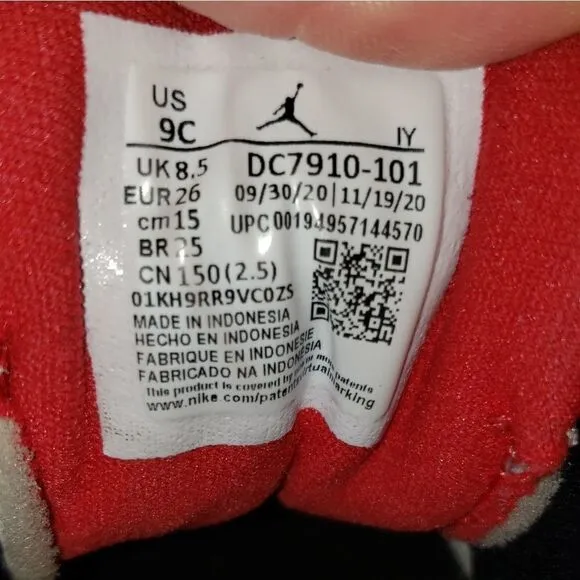 US
9C
IY
UK 8.5 DC7910-101
EUR 26 09/30/20 | 11/19/20
cm 15 UPC 00194957144570
BR 25
CN 150 (2.5)
01KH9RR9VC0ZS
MADE IN INDONESIA
HECHO EN INDONESIA
FABRIQUE EN INDONESIE
FABRICADO NA INDONESIA
This product is covered by or more patents
www.nike.com/patentsvirtualmarking